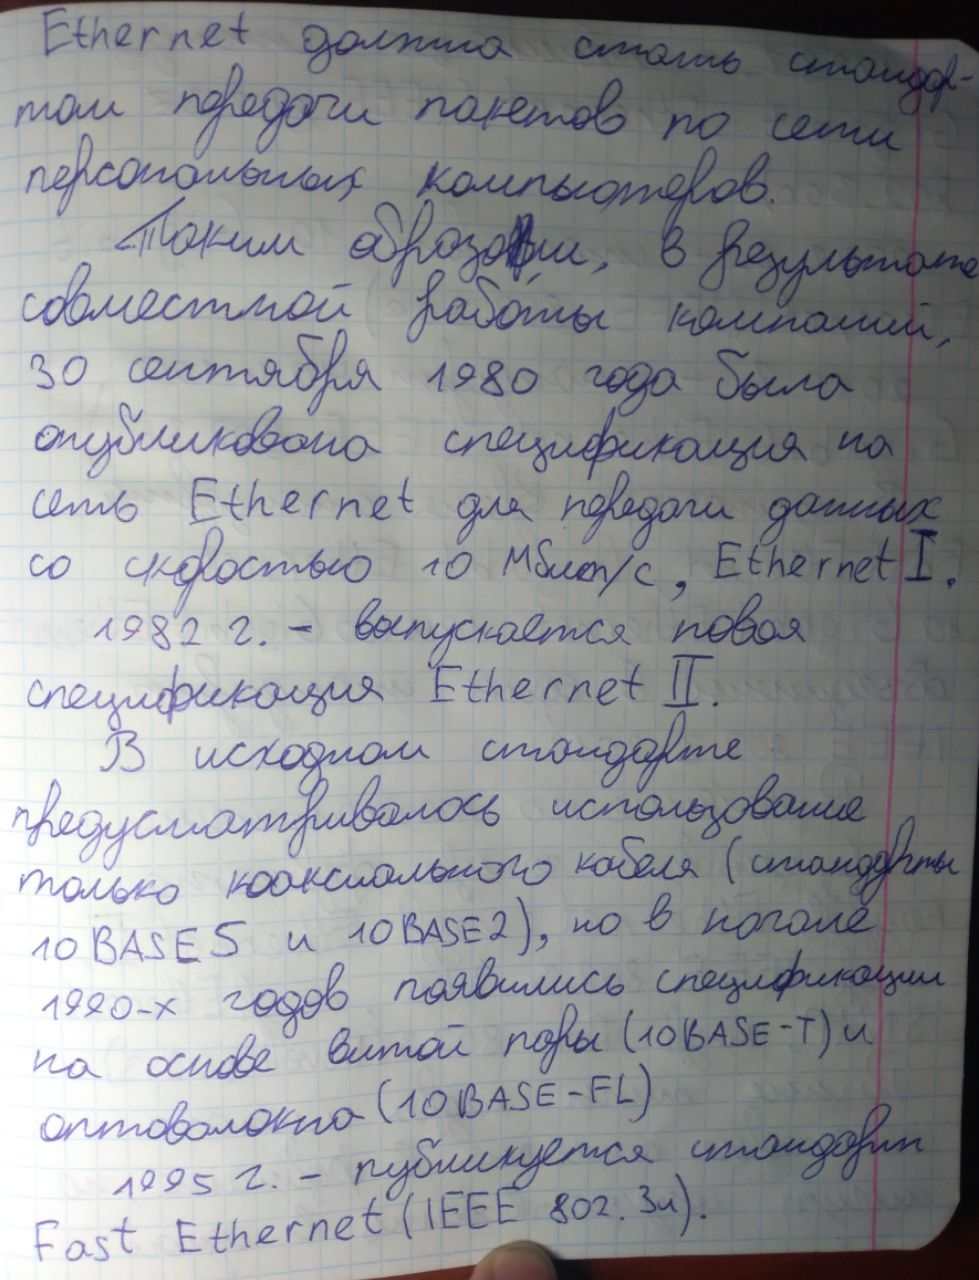 Ethernet должна стать стандар-
том передачи пакетов по сети
персональных компьютеров.
Таким образом, в результате
совместной работы компаний,
30 сентября 1980 года была
опубликована спецификация на
сеть Ethernet для передачи данных
со скоростью 10 Мбит/с, Ethernet I.
1982 г. - выпускается новая
спецификация Ethernet II.
В исходном стандарте
предусматривалось использование
только коаксиального кабеля (стандарты
10BASE5 и 10BASE2), но в начале
1990-х годов появились спецификации
на основе витой пары (10BASE-T) и
оптоволокна (10BASE-FL)
1995 г. - публикуется стандарт
Fast Ethernet (IEEE 802.3и).